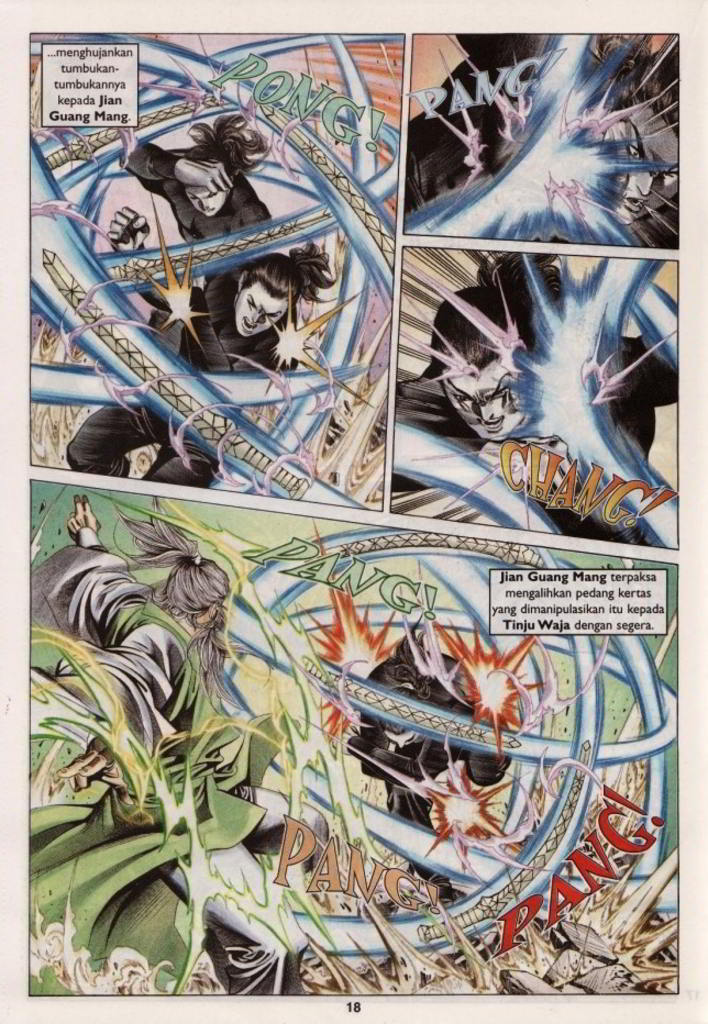 ...menghujankan
tumbukan-
tumbukannya
kepada Jian
Guang Mang.
PONG!
PANG!
CHANG!
PANG!
Jian Guang Mang terpaksa
mengalihkan pedang kertas
yang dimanipulasikan itu kepada
Tinju Waja dengan segera.
PANG!
PANG!
18